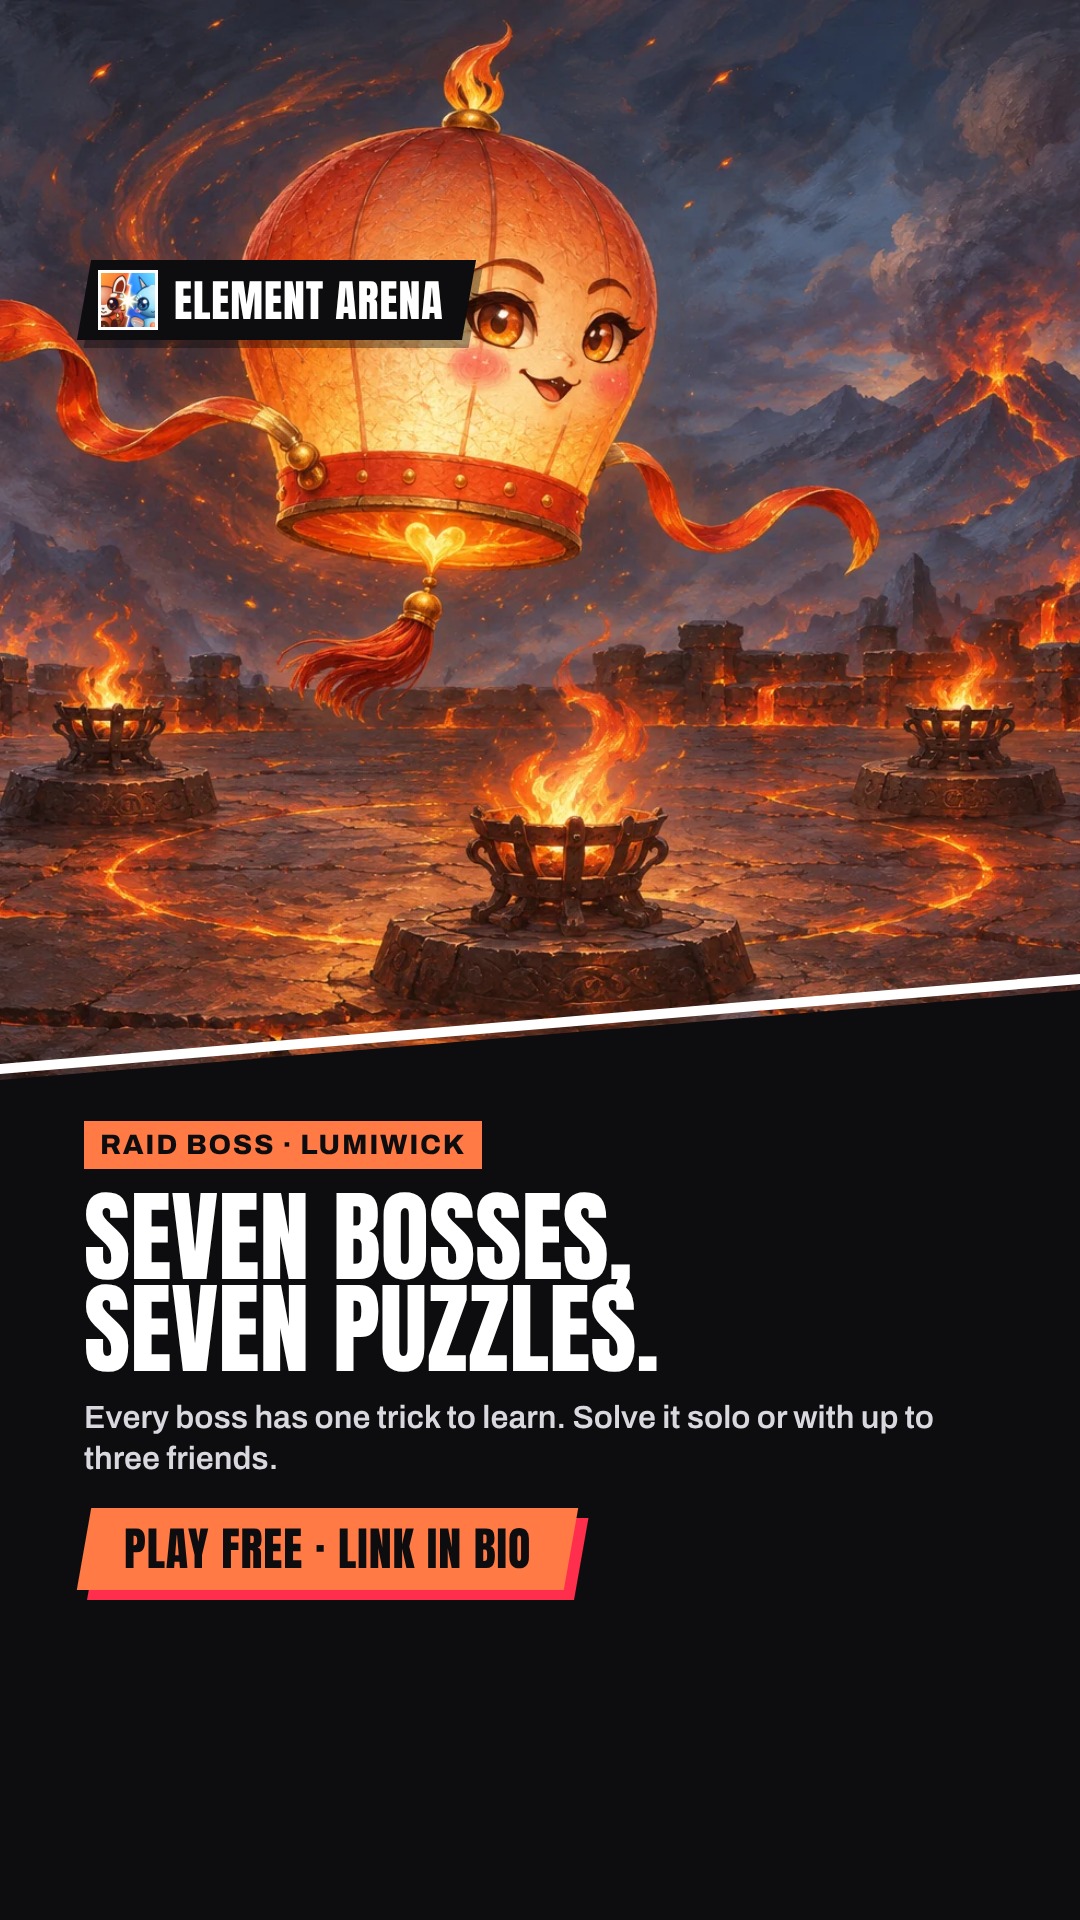 ELEMENT ARENA
RAID BOSS · LUMIWICK
SEVEN BOSSES,
SEVEN PUZZLES.
Every boss has one trick to learn. Solve it solo or with up to
three friends.
PLAY FREE · LINK IN BIO